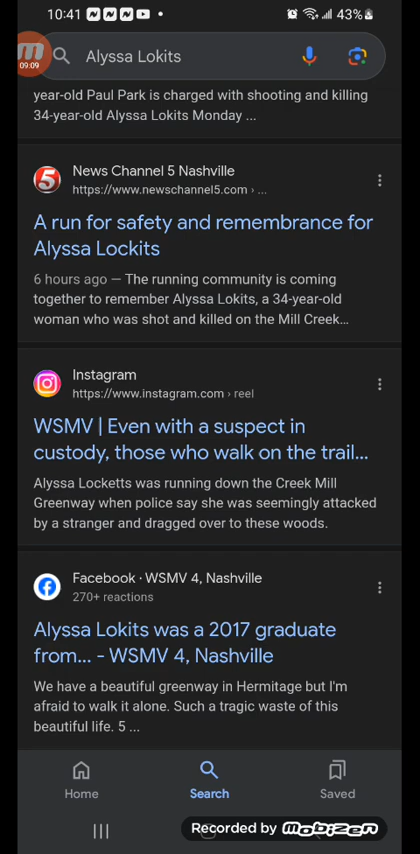 10:41
43%
09:09
Alyssa Lokits
year-old Paul Park is charged with shooting and killing
34-year-old Alyssa Lokits Monday ...
News Channel 5 Nashville
https://www.newschannel5.com › ...
A run for safety and remembrance for
Alyssa Lockits
6 hours ago — The running community is coming
together to remember Alyssa Lokits, a 34-year-old
woman who was shot and killed on the Mill Creek...
Instagram
https://www.instagram.com › reel
WSMV | Even with a suspect in
custody, those who walk on the trail...
Alyssa Locketts was running down the Creek Mill
Greenway when police say she was seemingly attacked
by a stranger and dragged over to these woods.
Facebook · WSMV 4, Nashville
270+ reactions
Alyssa Lokits was a 2017 graduate
from... - WSMV 4, Nashville
We have a beautiful greenway in Hermitage but I'm
afraid to walk it alone. Such a tragic waste of this
beautiful life. 5 ...
Home
Search
Saved
Recorded by mobizen